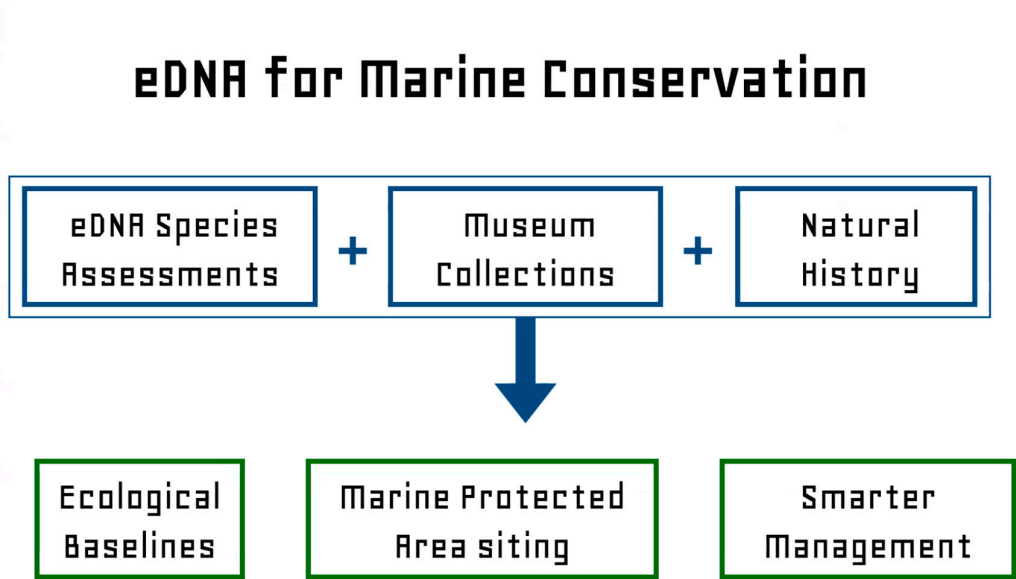 eDNA for Marine Conservation
eDNA Species
Assessments
+
Museum
Collections
+
Natural
History
Ecological
Baselines
Marine Protected
Area siting
Smarter
Management